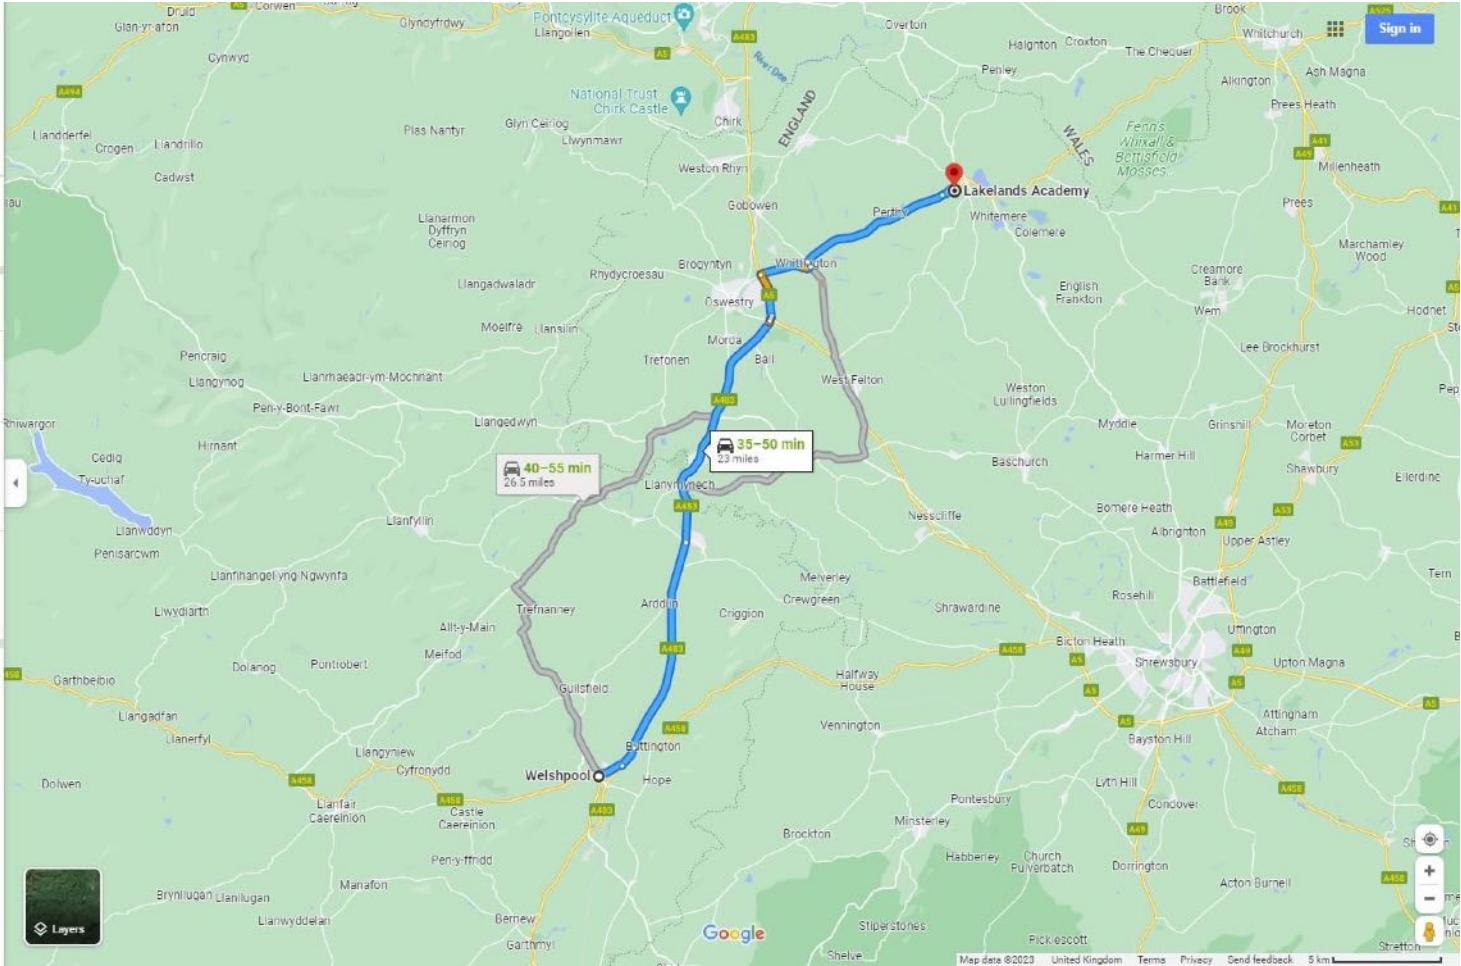 Druid
A5
Corwen
Glan-yr-afon
Glyndyfrdwy
Pontcysyllte Aqueduct
Llangollen
A5
A483
River Dee
Overton
Brook
A525
Whitchurch
Sign in
Halghton
Croxton
The Chequer
Cynwyd
Penley
Alkington
Ash Magna
A494
National Trust
Chirk Castle
Prees Heath
Chirk
ENGLAND
WALES
Fenn's
Whixall &
Bettisfield
Mosses...
Plas Nantyr
Glyn Ceiriog
Llwynmawr
Llandderfel
Crogen
Llandrillo
A41
A49
Millenheath
Weston Rhyn
Cadwst
Lakelands Academy
Gobowen
Perthy
Whitemere
Colemere
Prees
A41
Llanarmon
Dyffryn
Ceiriog
Marchamley
Wood
Brogyntyn
Whittington
Rhydycroesau
Creamore
Bank
Llangadwaladr
A5
English
Frankton
Oswestry
Wem
Hodnet
Moelfre
Llansilin
Morda
Pencraig
Trefonen
Ball
Lee Brockhurst
Llangynog
Llanrhaeadr-ym-Mochnant
West Felton
Weston
Lullingfields
Pen-y-Bont-Fawr
A483
Rhiwargor
Llangedwyn
Myddle
Grinshill
Moreton
Corbet
Hirnant
35–50 min
23 miles
A53
Cedig
40–55 min
26.5 miles
Baschurch
Harmer Hill
Shawbury
Ty-uchaf
Llanymynech
Ellerdine
A483
Bomere Heath
A53
Llanfyllin
Nesscliffe
A49
Llanwddyn
Albrighton
Upper Astley
Penisarcwm
Llanfihangel yng Ngwynfa
Melverley
Battlefield
Tern
Crewgreen
Rosehill
Llwydiarth
Trefnanney
Arddlin
Criggion
Shrawardine
Allt-y-Main
Uffington
Bicton Heath
A458
A483
A49
Meifod
Dolanog
Pontrobert
A5
Shrewsbury
Upton Magna
A458
Garthbeibio
Halfway
House
Guilsfield
A5
A5
A5
Llangadfan
Attingham
Atcham
A5
Llanerfyl
A458
Vennington
Bayston Hill
Llangyniew
Buttington
Cyfronydd
Welshpool
Hope
Dolwen
A458
Lyth Hill
A458
A458
Llanfair
Caereinion
A483
Pontesbury
Condover
Castle
Caereinion
Minsterley
A49
Brockton
Habberley
Church
Pulverbatch
Dorrington
Pen-y-ffridd
A458
Manafon
Acton Burnell
Brynllugan
Llanllugan
Layers
Llanwyddelan
Bernew
Google
Stiperstones
Picklescott
Garthmyl
Shelve
Stretton
Map data ©2023 United Kingdom Terms Privacy Send feedback 5 km